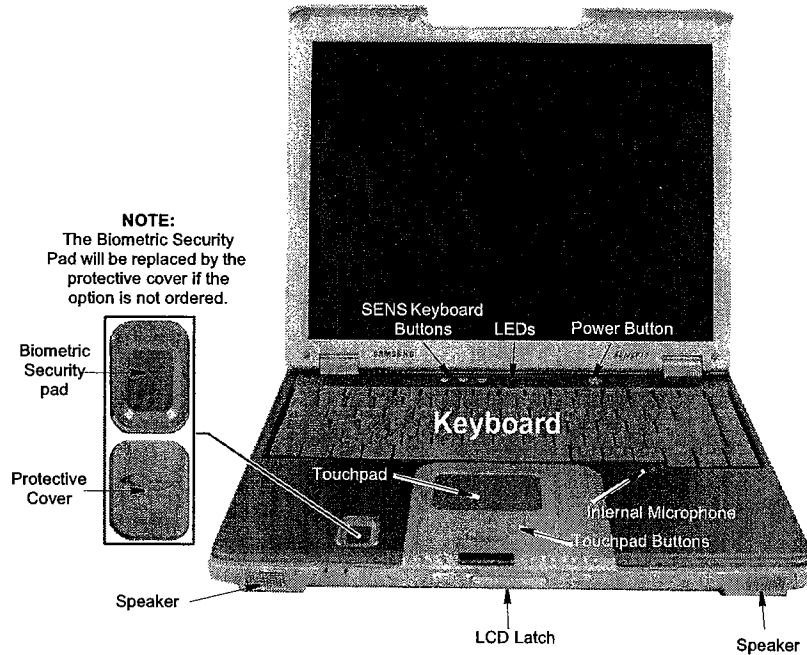 NOTE:
The Biometric Security
Pad will be replaced by the
protective cover if the
option is not ordered.
SENS Keyboard
Buttons
LEDs
Power Button
SAMSUNG
Biometric
Security
pad
Keyboard
Protective
Cover
Touchpad
Internal Microphone
Touchpad Buttons
Speaker
LCD Latch
Speaker